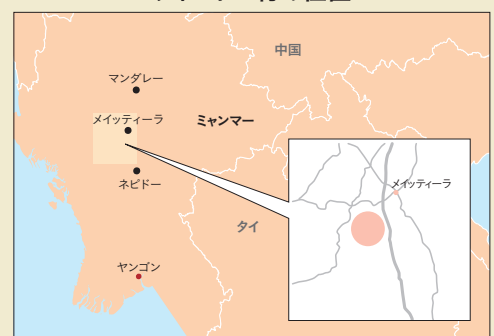 中国
マンダレー
メイッティーラ
ミャンマー
メイッティーラ
ネピドー
タイ
ヤンゴン